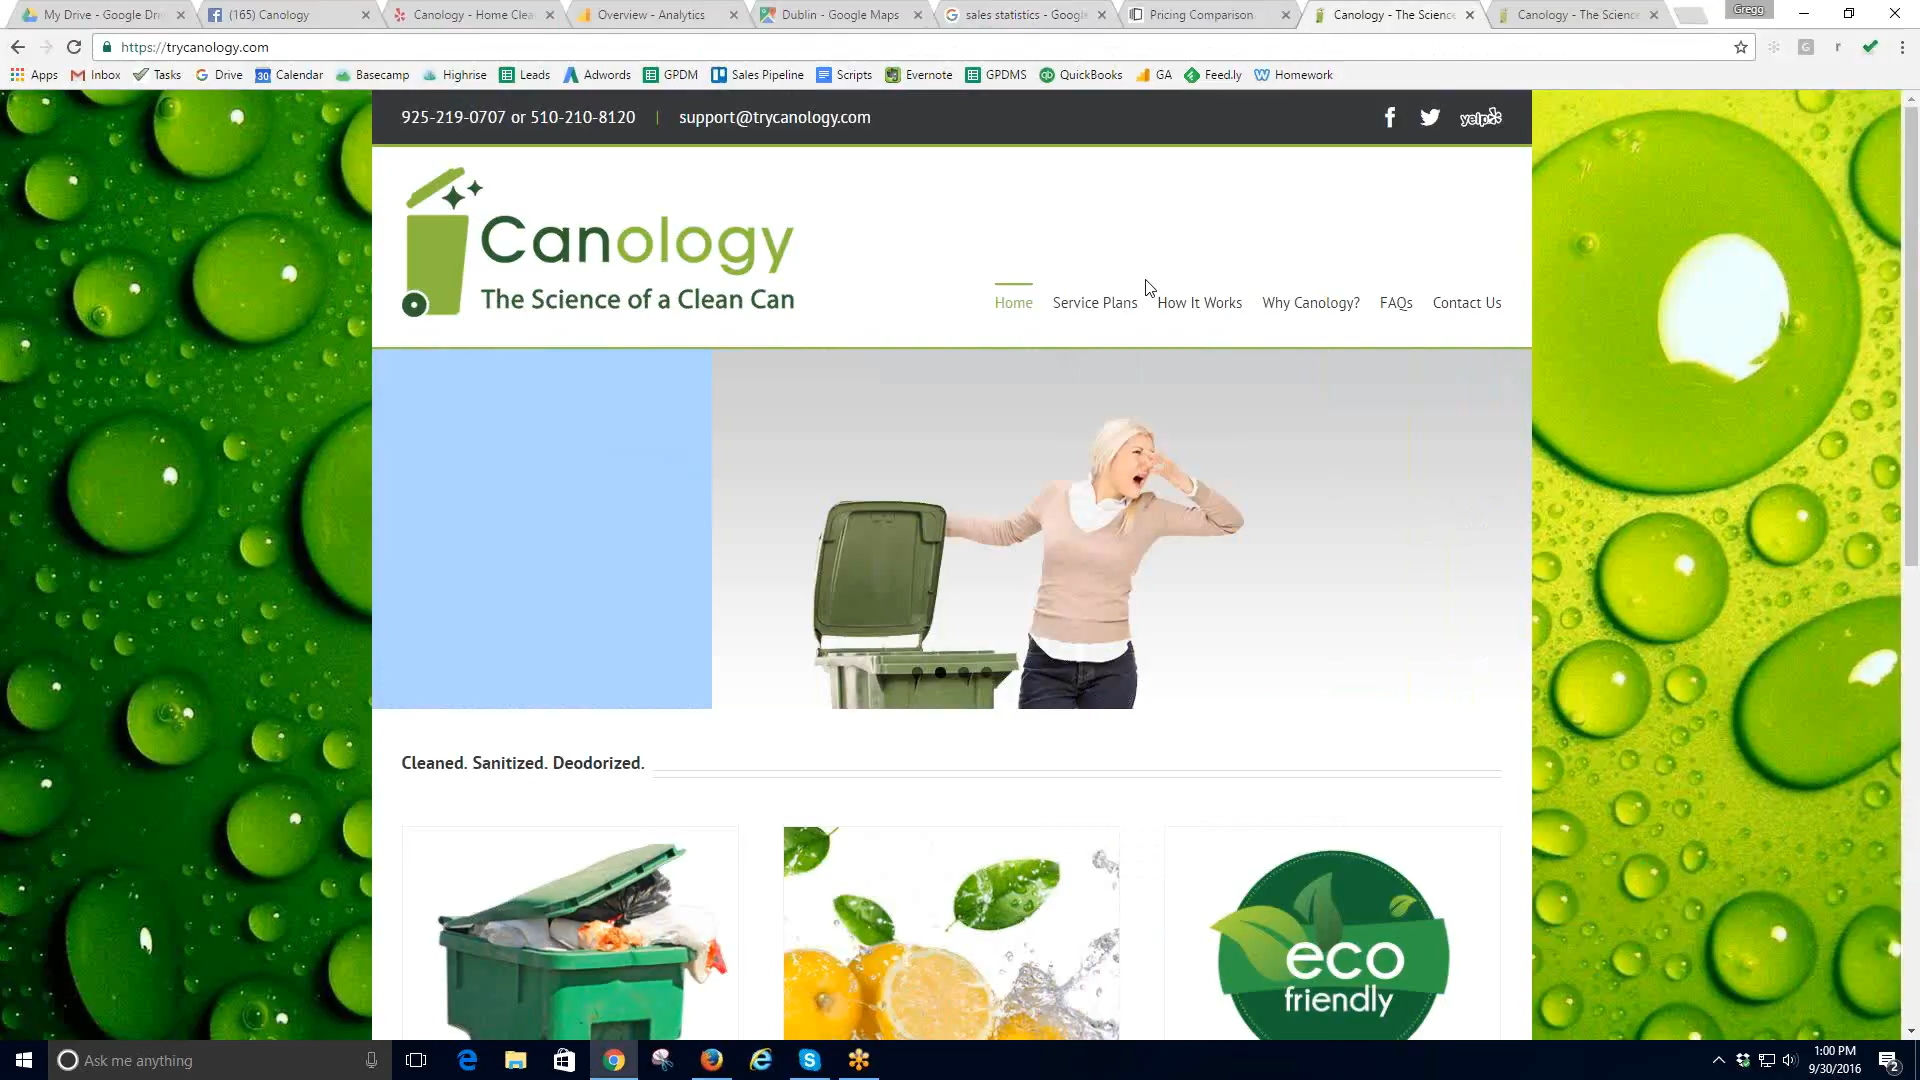 My Drive - Google Dri
(165) Canology
Canology - Home Clea
Overview - Analytics
Dublin - Google Maps
sales statistics - Googl
Pricing Comparison
Canology - The Science
Canology - The Science
Gregg
https://trycanology.com
Apps
Inbox
Tasks
Drive
30
Calendar
Basecamp
Highrise
Leads
Adwords
GPDM
Sales Pipeline
Scripts
Evernote
GPDMS
QuickBooks
GA
Feed.ly
Homework
925-219-0707 or 510-210-8120 | support@trycanology.com
yelp
Canology
The Science of a Clean Can
Home
Service Plans
How It Works
Why Canology?
FAQs
Contact Us
Cleaned. Sanitized. Deodorized.
eco
friendly
Ask me anything
1:00 PM
9/30/2016
2